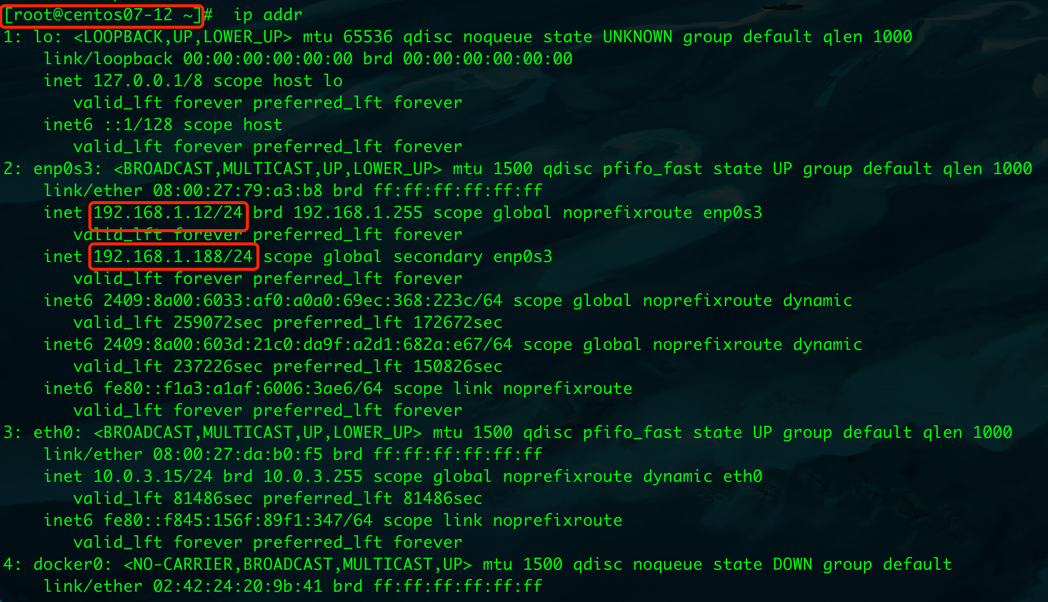 [root@centos07-12 ~]#  ip addr
1: lo: <LOOPBACK,UP,LOWER_UP> mtu 65536 qdisc noqueue state UNKNOWN group default qlen 1000
    link/loopback 00:00:00:00:00:00 brd 00:00:00:00:00:00
    inet 127.0.0.1/8 scope host lo
       valid_lft forever preferred_lft forever
    inet6 ::1/128 scope host
       valid_lft forever preferred_lft forever
2: enp0s3: <BROADCAST,MULTICAST,UP,LOWER_UP> mtu 1500 qdisc pfifo_fast state UP group default qlen 1000
    link/ether 08:00:27:79:a3:b8 brd ff:ff:ff:ff:ff:ff
    inet 192.168.1.12/24 brd 192.168.1.255 scope global noprefixroute enp0s3
       valid_lft forever preferred_lft forever
    inet 192.168.1.188/24 scope global secondary enp0s3
       valid_lft forever preferred_lft forever
    inet6 2409:8a00:6033:af0:a0a0:69ec:368:223c/64 scope global noprefixroute dynamic
       valid_lft 259072sec preferred_lft 172672sec
    inet6 2409:8a00:603d:21c0:da9f:a2d1:682a:e67/64 scope global noprefixroute dynamic
       valid_lft 237226sec preferred_lft 150826sec
    inet6 fe80::f1a3:a1af:6006:3ae6/64 scope link noprefixroute
       valid_lft forever preferred_lft forever
3: eth0: <BROADCAST,MULTICAST,UP,LOWER_UP> mtu 1500 qdisc pfifo_fast state UP group default qlen 1000
    link/ether 08:00:27:da:b0:f5 brd ff:ff:ff:ff:ff:ff
    inet 10.0.3.15/24 brd 10.0.3.255 scope global noprefixroute dynamic eth0
       valid_lft 81486sec preferred_lft 81486sec
    inet6 fe80::f845:156f:89f1:347/64 scope link noprefixroute
       valid_lft forever preferred_lft forever
4: docker0: <NO-CARRIER,BROADCAST,MULTICAST,UP> mtu 1500 qdisc noqueue state DOWN group default
    link/ether 02:42:24:20:9b:41 brd ff:ff:ff:ff:ff:ff